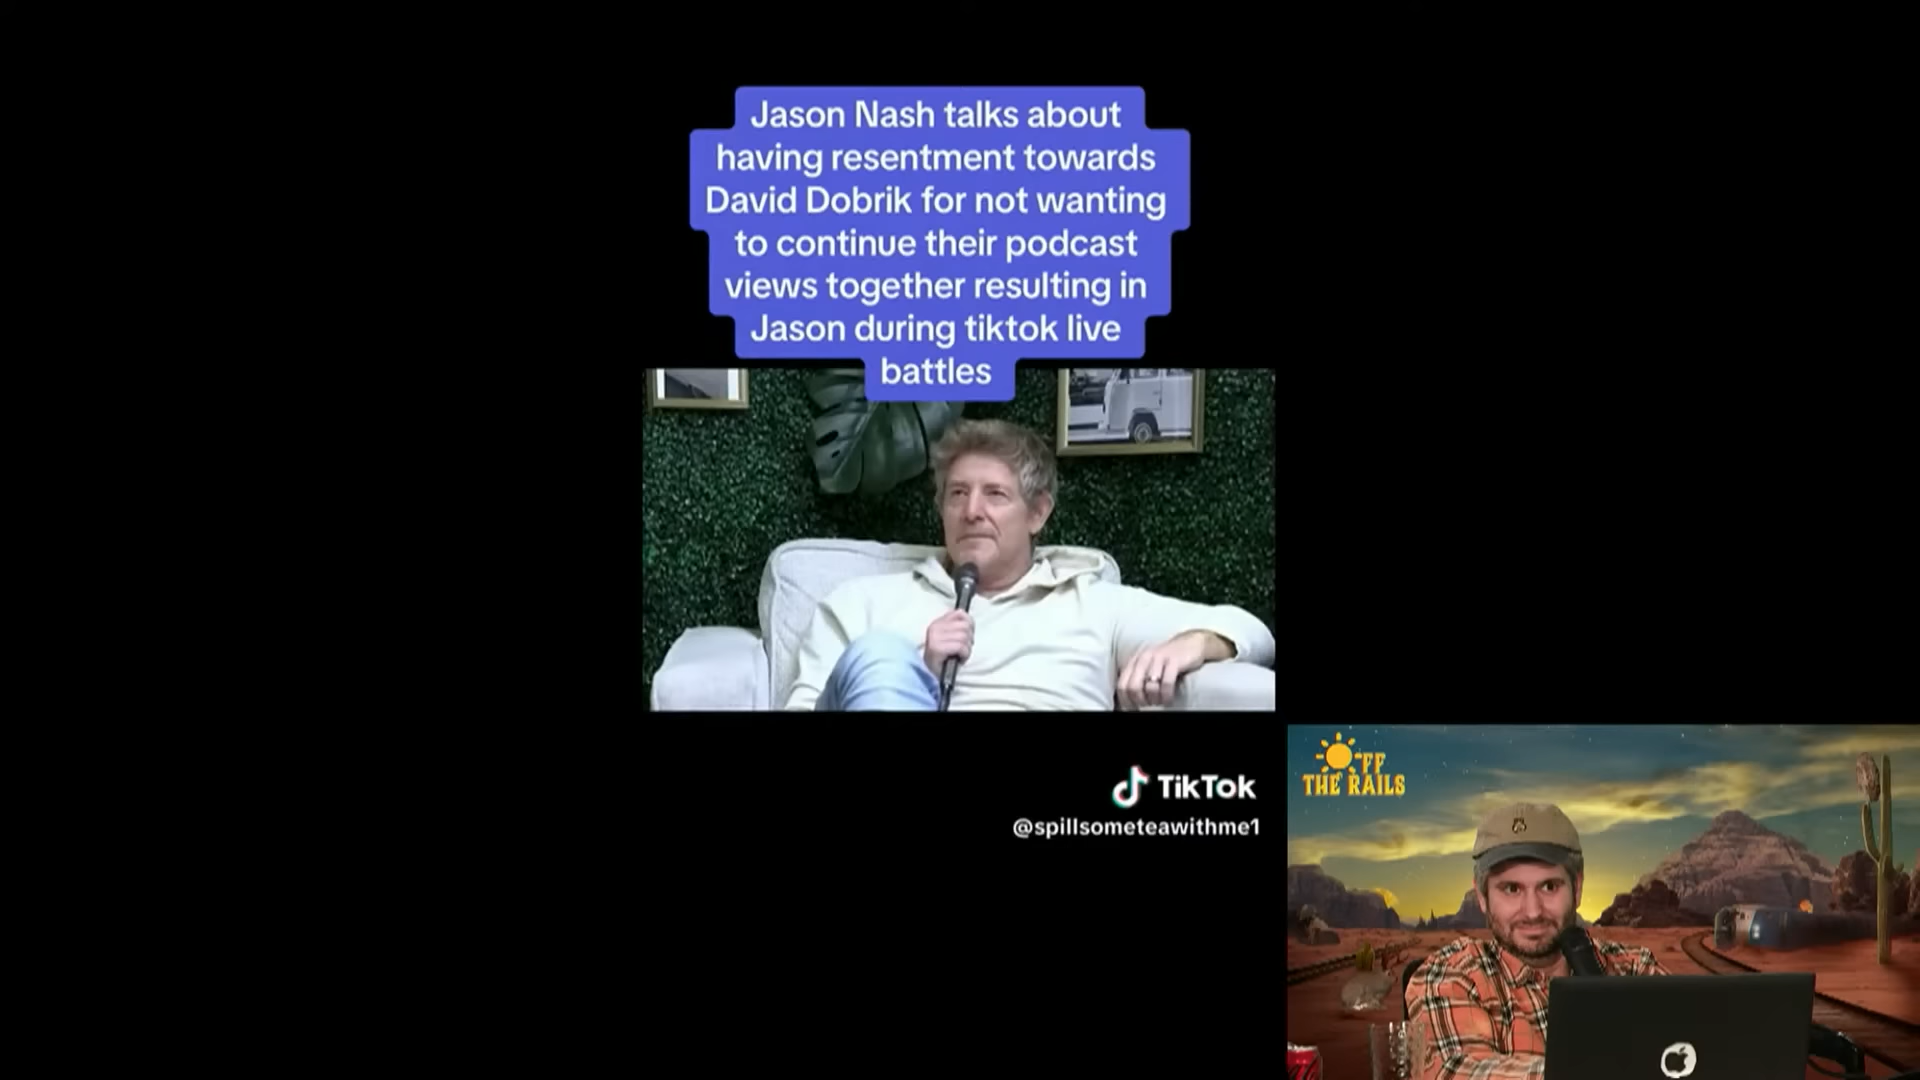 Jason Nash talks about
having resentment towards
David Dobrik for not wanting
to continue their podcast
views together resulting in
Jason during tiktok live
battles
TikTok
@spillsometeawithme1
OFF
THE RAILS